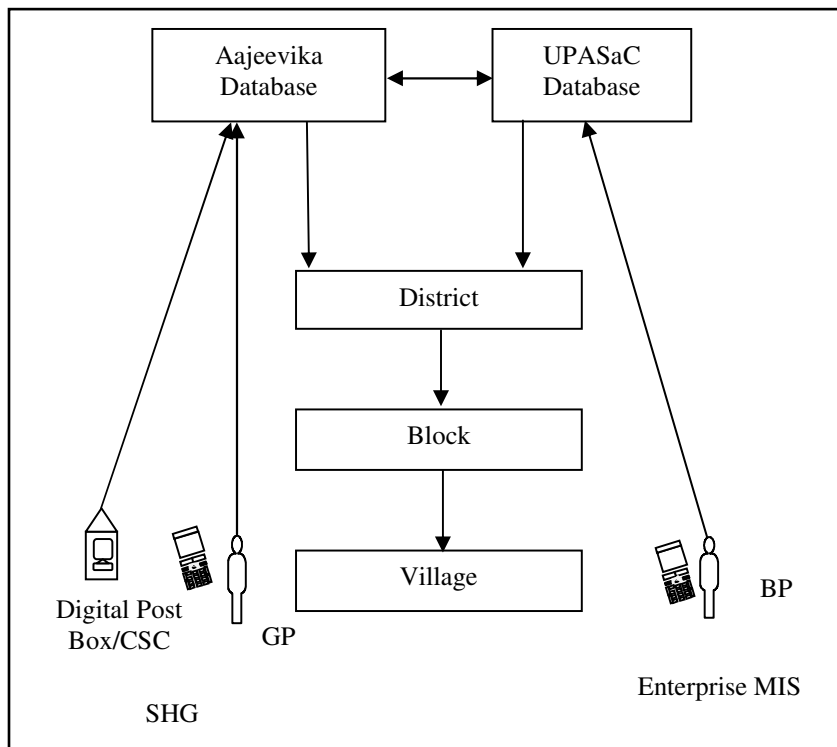 Aajeevika
Database
UPASaC
Database
District
Block
Village
Digital Post
Box/CSC
GP
BP
SHG
Enterprise MIS